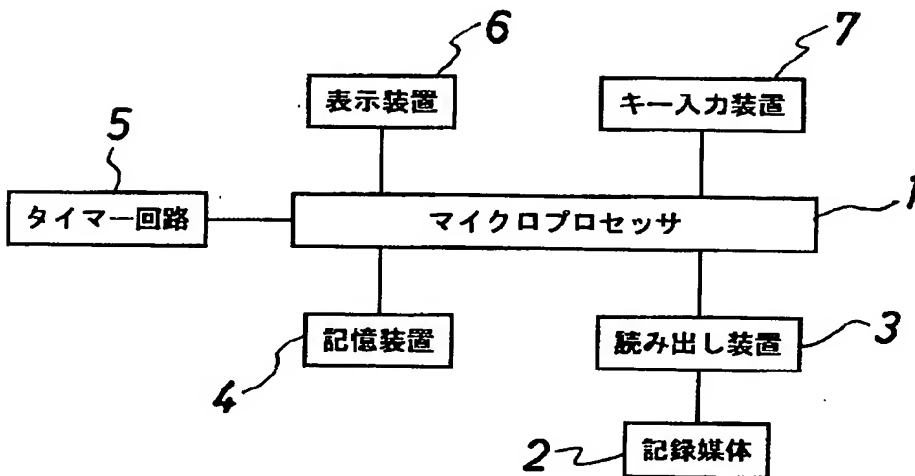 6
7
表示装置
キー入力装置
5
タイマー回路
マイクロプロセッサ
1
記憶装置
読み出し装置
3
4
2
記録媒体